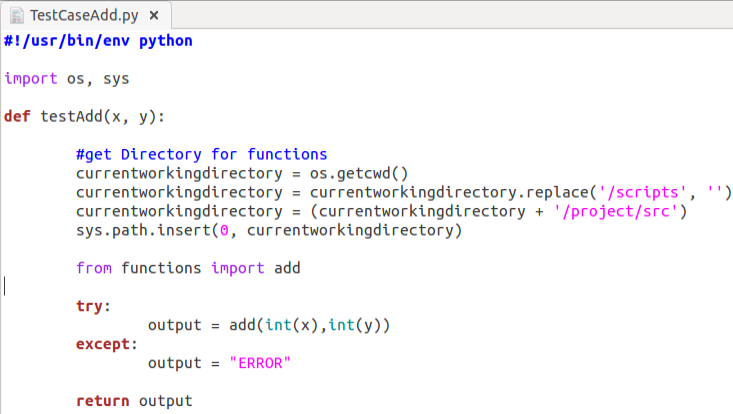 TestCaseAdd.py ×
#!/usr/bin/env python
import os, sys
def testAdd(x, y):
#get Directory for functions
currentworkingdirectory = os.getcwd()
currentworkingdirectory = currentworkingdirectory.replace('/scripts', '')
currentworkingdirectory = (currentworkingdirectory + '/project/src')
sys.path.insert(0, currentworkingdirectory)
from functions import add
try:
output = add(int(x),int(y))
except:
output = "ERROR"
return output